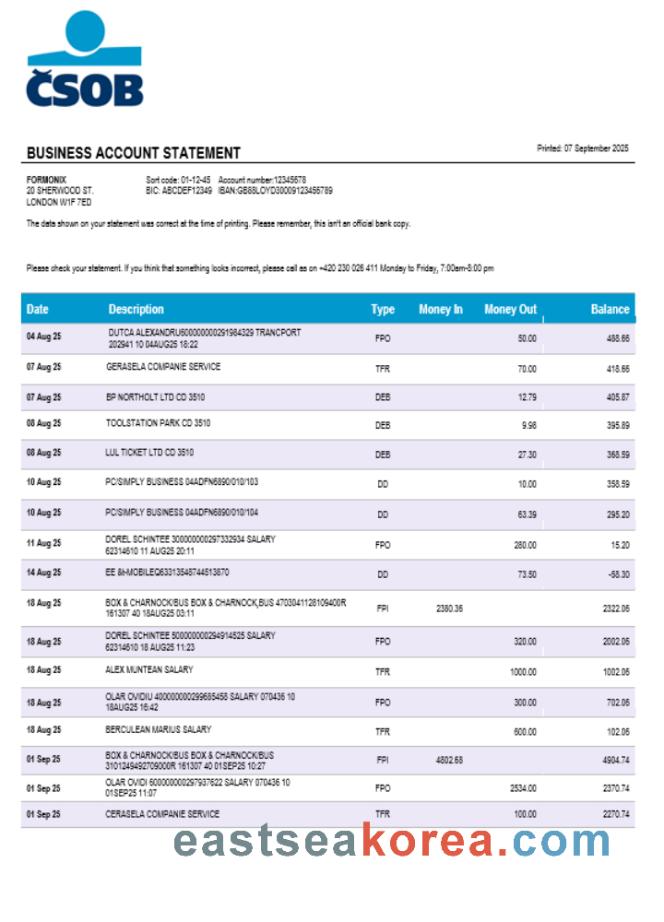 ČSOB
BUSINESS ACCOUNT STATEMENT
Printed: 07 September 2025
FORMONIX
20 SHERWOOD ST.
LONDON W1F 7ED
Sort code: 01-12-45 Account number:12345678
BIC: ABCDEF12349 IBAN:GB88LOYD30009123456789
The data shown on your statement was correct at the time of printing. Please remember, this isn't an official bank copy.
Please check your statement. If you think that something looks incorrect, please call as on +420 230 026 411 Monday to Friday, 7:00am-8:00 pm
Date Description Type Money In Money Out Balance
04 Aug 25 DUTCA ALEXANDRU600000000291984329 TRANCPORT FPO 50.00 488.66
202941 10 04AUG25 18:22
07 Aug 25 GERASELA COMPANIE SERVICE TFR 70.00 418.66
07 Aug 25 BP NORTHOLT LTD CD 3510 DEB 12.79 405.87
08 Aug 25 TOOLSTATION PARK CD 3510 DEB 9.98 395.89
08 Aug 25 LUL TICKET LTD CD 3510 DEB 27.30 368.59
10 Aug 25 PC/SIMPLY BUSINESS 04ADFN6890/010/103 DD 10.00 358.59
10 Aug 25 PC/SIMPLY BUSINESS 04ADFN6890/010/104 DD 63.39 295.20
11 Aug 25 DOREL SCHINTEE 300000000297332934 SALARY FPO 280.00 15.20
62314610 11 AUG25 20:11
14 Aug 25 EE &I-MOBILEQ63313548744513870 DD 73.50 -58.30
18 Aug 25 BOX & CHARNOCK/BUS BOX & CHARNOCK,BUS 4703041128109400R FPI 2380.36 2322.06
161307 40 18AUG25 03:11
18 Aug 25 DOREL SCHINTEE 500000000294914525 SALARY FPO 320.00 2002.06
62314610 18 AUG25 11:23
18 Aug 25 ALEX MUNTEAN SALARY TFR 1000.00 1002.06
18 Aug 25 OLAR OVIDIU 400000000299685458 SALARY 070436 10 FPO 300.00 702.06
18AUG25 16:42
18 Aug 25 BERCULEAN MARIUS SALARY TFR 600.00 102.06
01 Sep 25 BOX & CHARNOCK/BUS BOX & CHARNOCK/BUS FPI 4802.68 4904.74
3101249492709000R 161307 40 01SEP25 10:27
01 Sep 25 OLAR OVIDI 600000000297937622 SALARY 070436 10 FPO 2534.00 2370.74
01SEP25 11:07
01 Sep 25 CERASELA COMPANIE SERVICE TFR 100.00 2270.74
eastseakorea.com